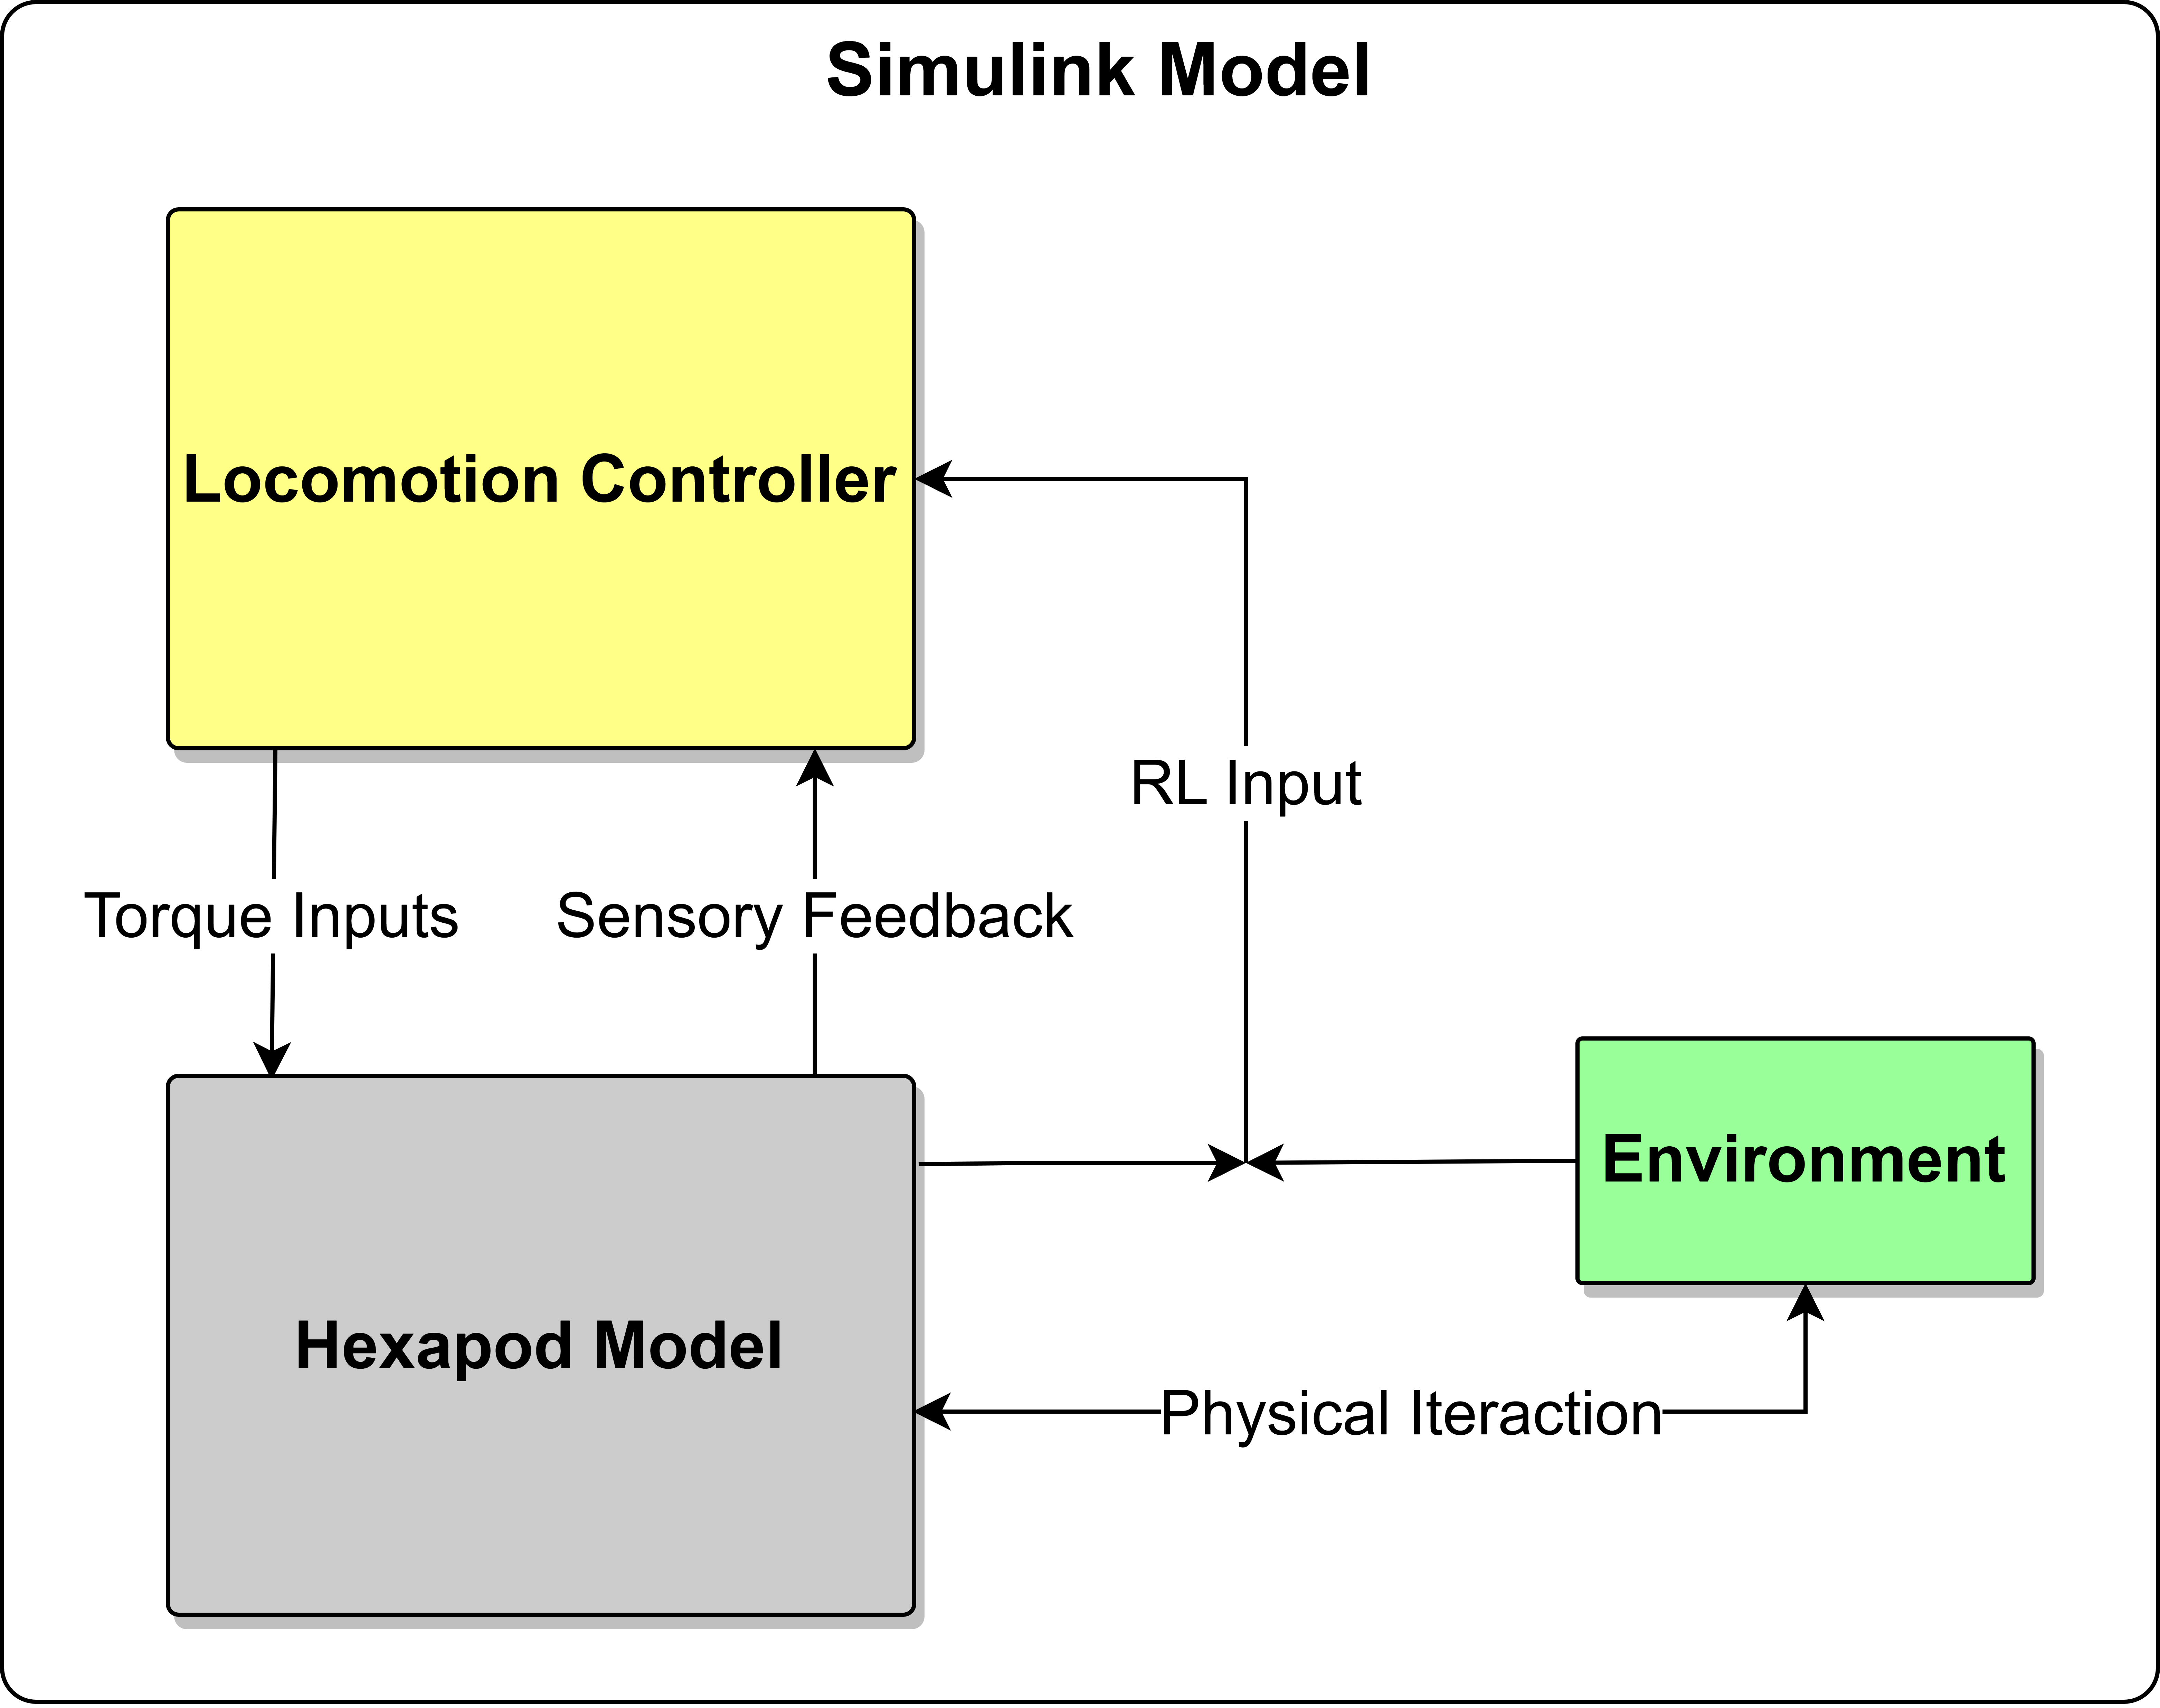 Simulink Model
Locomotion Controller
RL Input
Torque Inputs
Sensory Feedback
Environment
Hexapod Model
Physical Iteraction